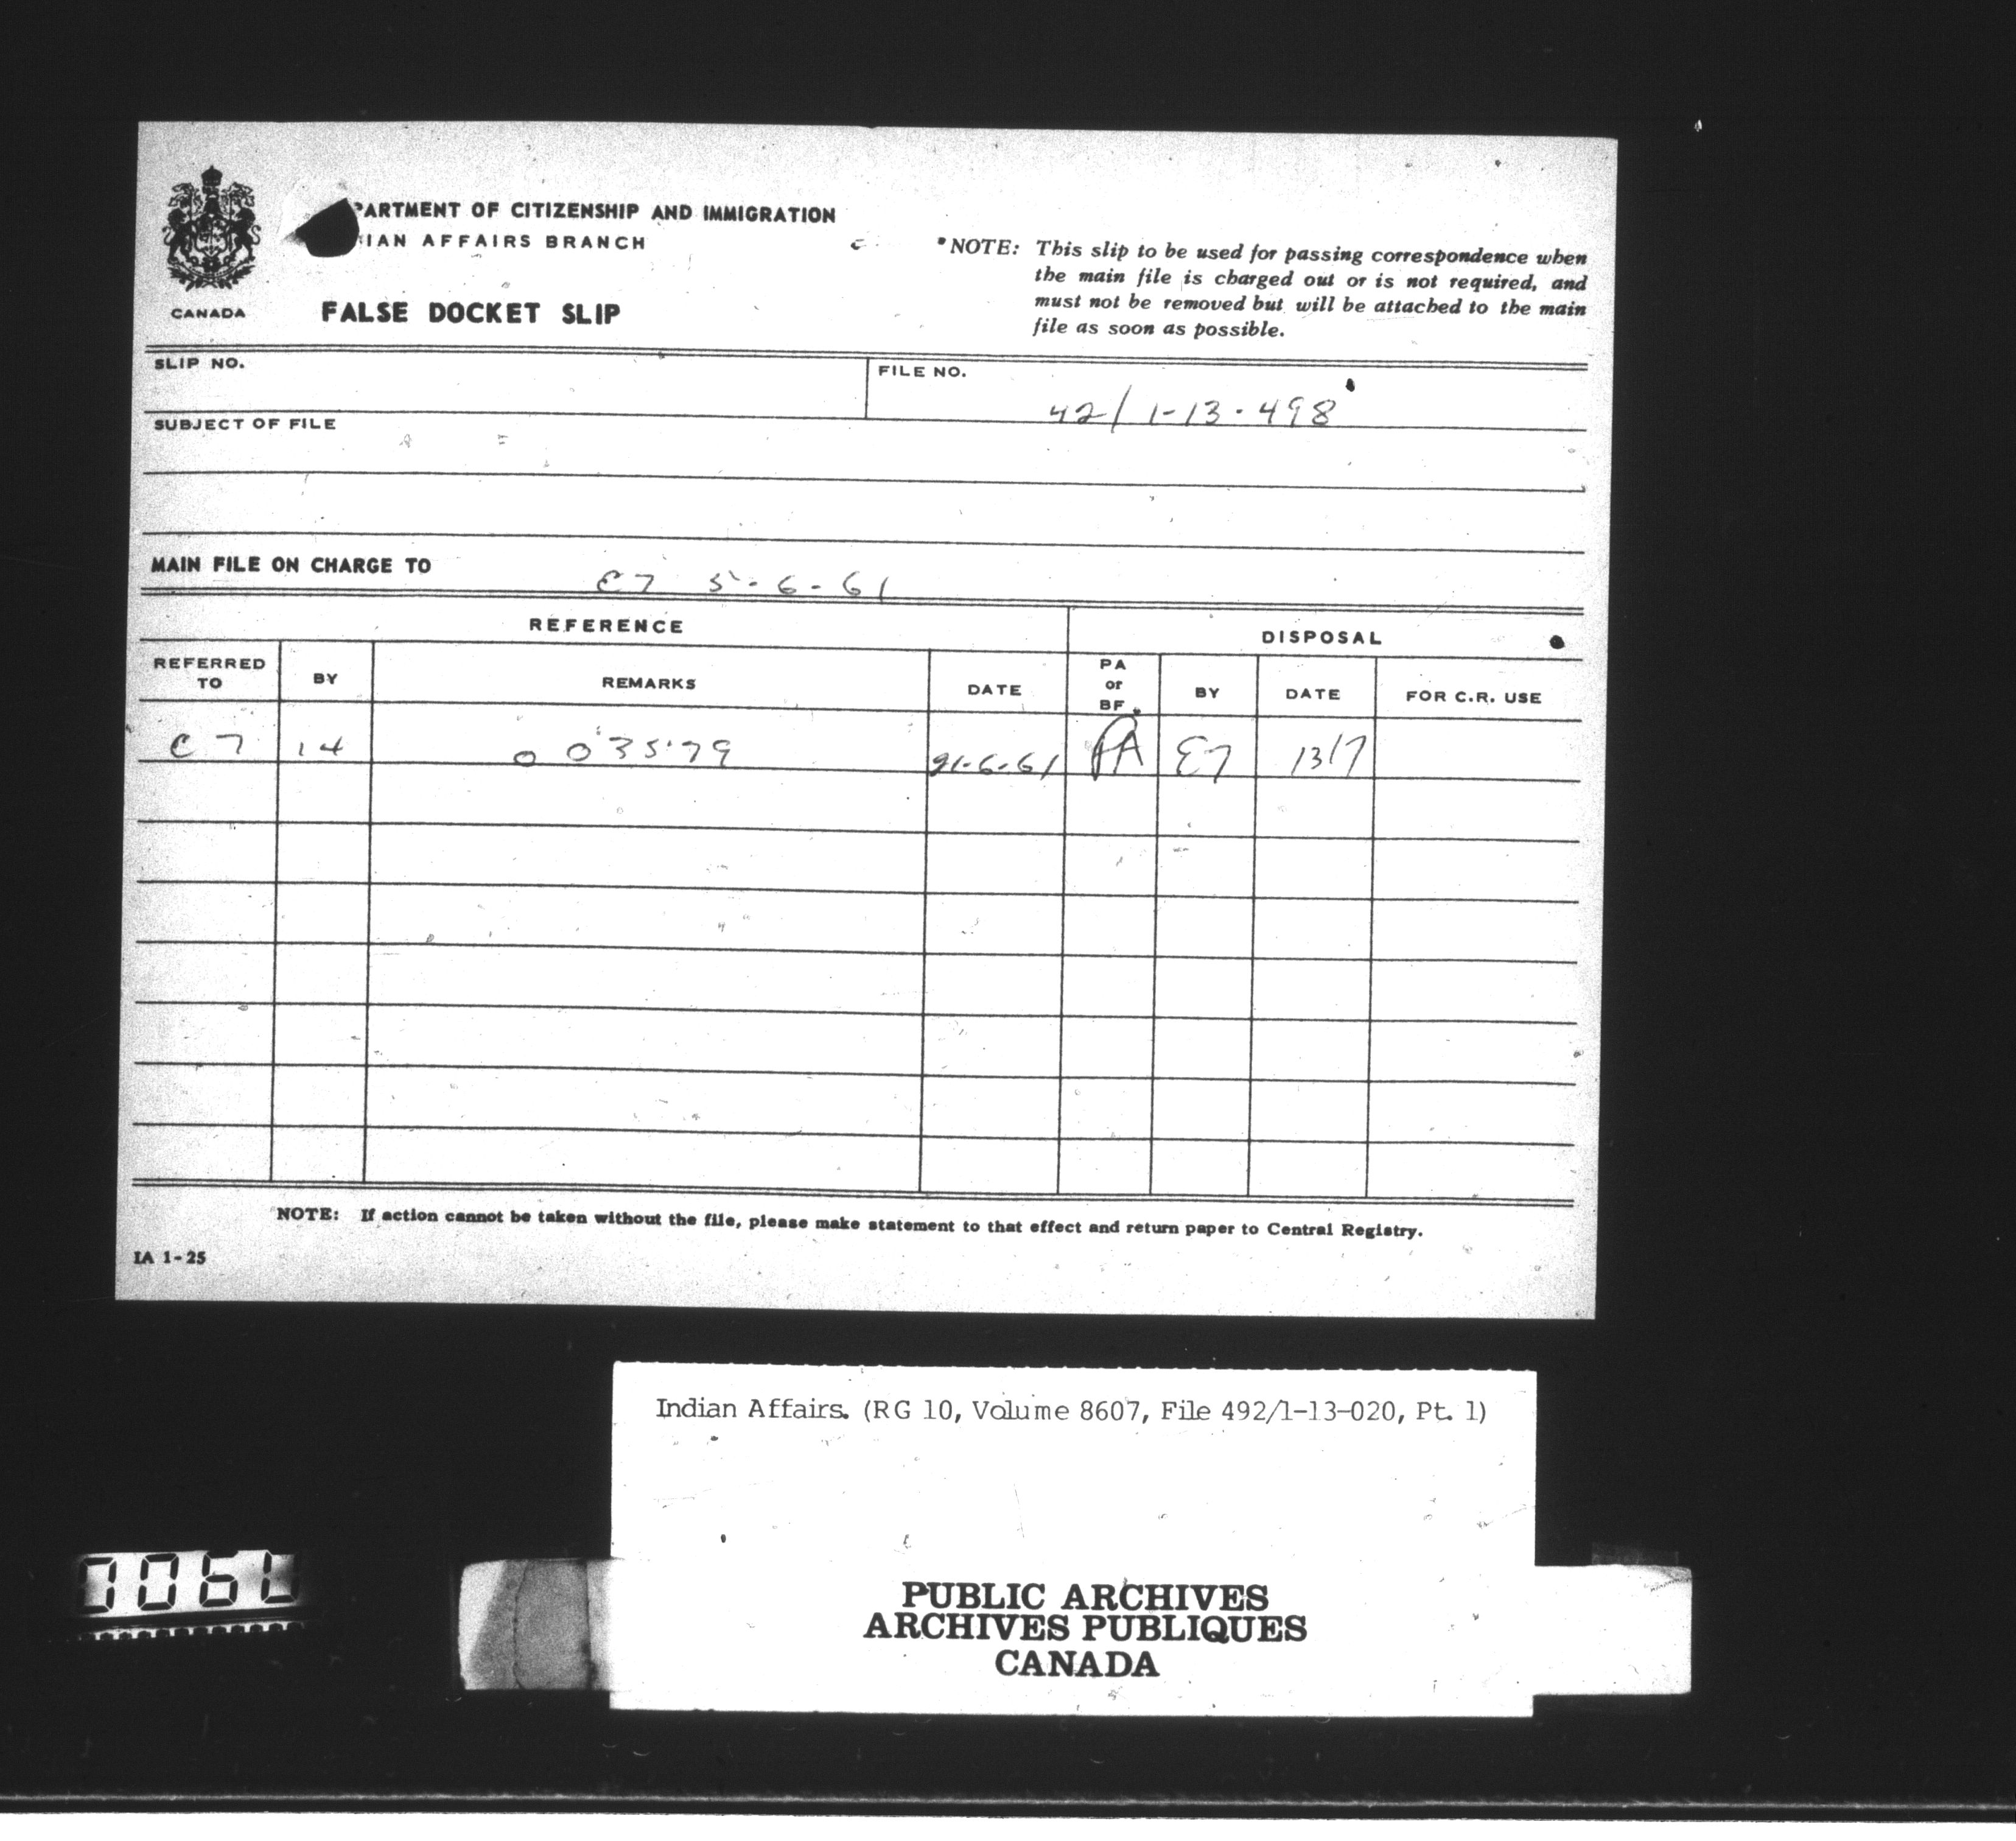 PARTMENT OF CITIZENSHIP AND IMMIGRATION
IAN AFFAIRS BRANCH
CANADA
FALSE DOCKET SLIP
*NOTE: This slip to be used for passing correspondence when
the main file is charged out or is not required, and
must not be removed but will be attached to the main
file as soon as possible.
SLIP NO.
FILE NO.
42/1-13-498
SUBJECT OF FILE
MAIN FILE ON CHARGE TO
C7 5-6-61
REFERENCE
DISPOSAL
REFERRED TO BY REMARKS DATE PA or BF BY DATE FOR C.R. USE
C7 14 003579 21-6-61 PA E7 13/7
NOTE: If action cannot be taken without the file, please make statement to that effect and return paper to Central Registry.
IA 1-25
Indian Affairs. (RG 10, Volume 8607, File 492/1-13-020, Pt. 1)
PUBLIC ARCHIVES
ARCHIVES PUBLIQUES
CANADA